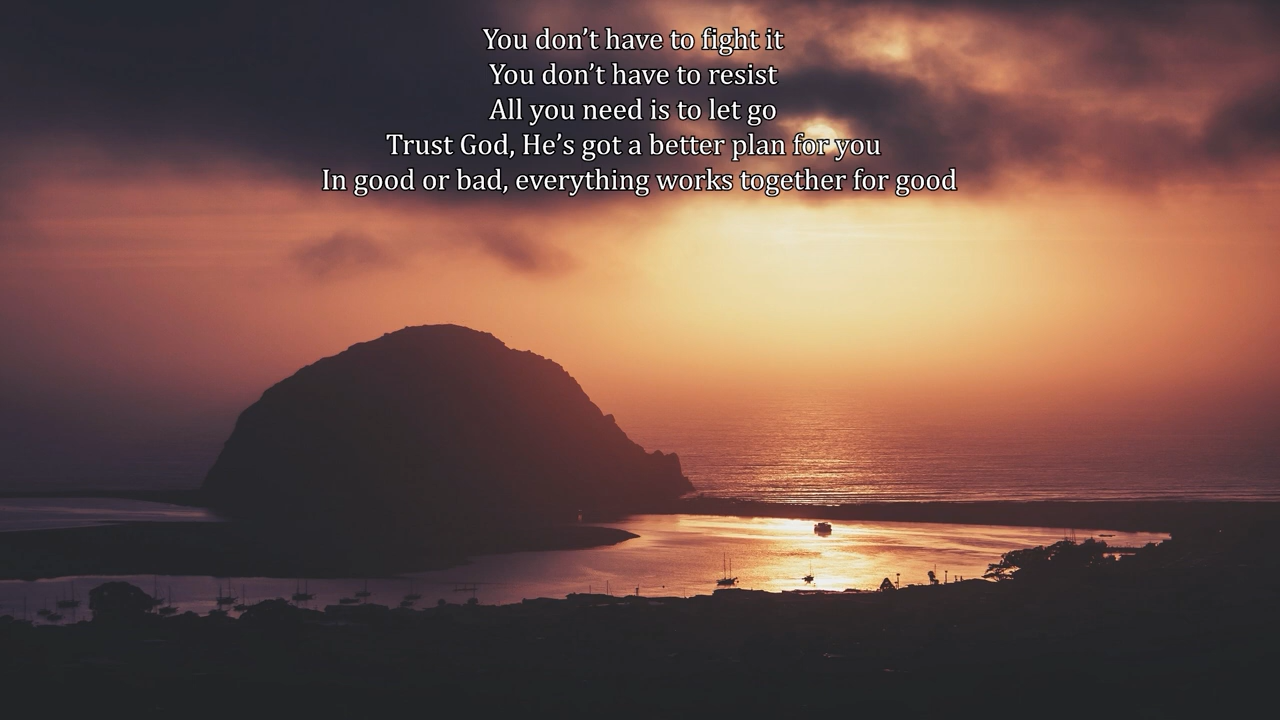 You don’t have to fight it
You don’t have to resist
All you need is to let go
Trust God, He’s got a better plan for you
In good or bad, everything works together for good